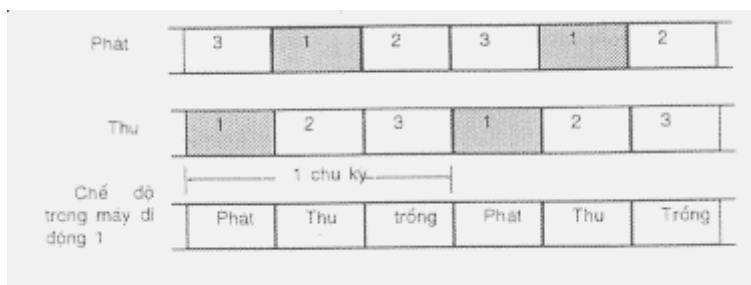 Phát 3 1 2 3 1 2
Thu 1 2 3 1 2 3
1 chu kỳ
Chế độ
trong máy di
động 1
Phát Thu trống Phát Thu Trống